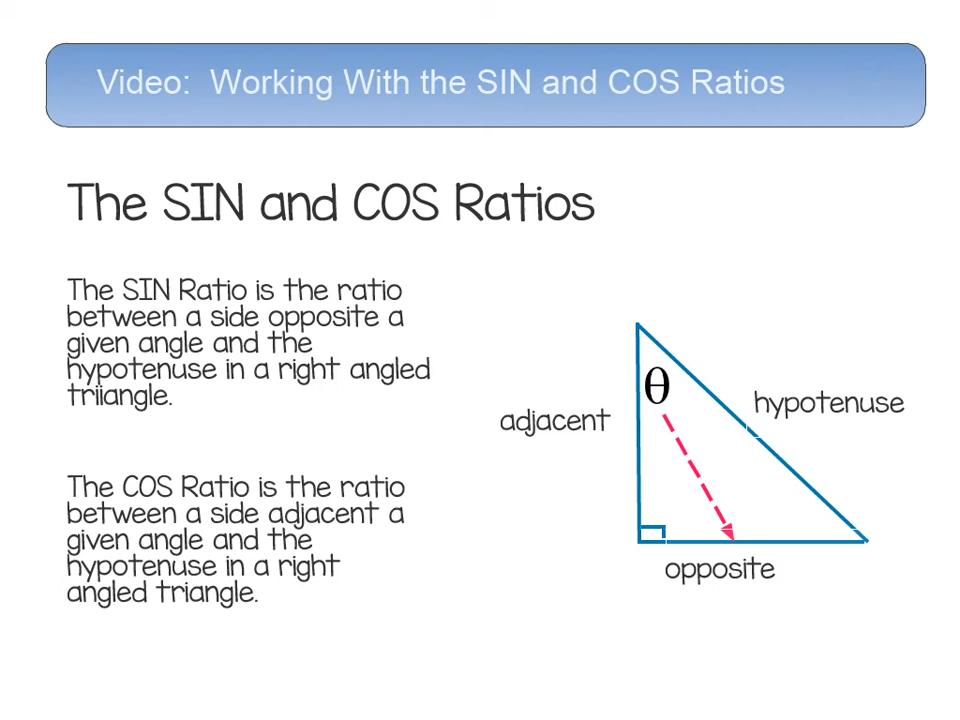 Video:  Working With the SIN and COS Ratios
The SIN and COS Ratios
The SIN Ratio is the ratio
between a side opposite a
given angle and the
hypotenuse in a right angled
triiangle.
The COS Ratio is the ratio
between a side adjacent a
given angle and the
hypotenuse in a right
angled triangle.
θ
hypotenuse
adjacent
opposite